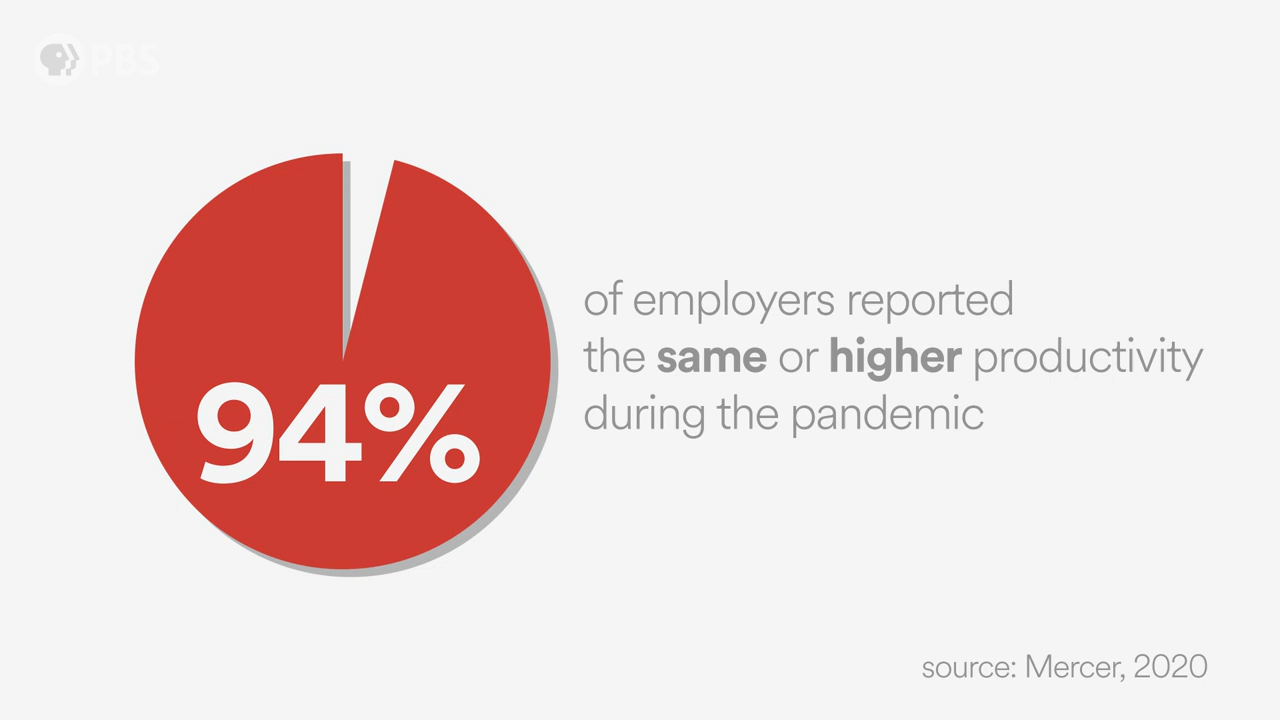 PBS
94%
of employers reported
the same or higher productivity
during the pandemic
source: Mercer, 2020